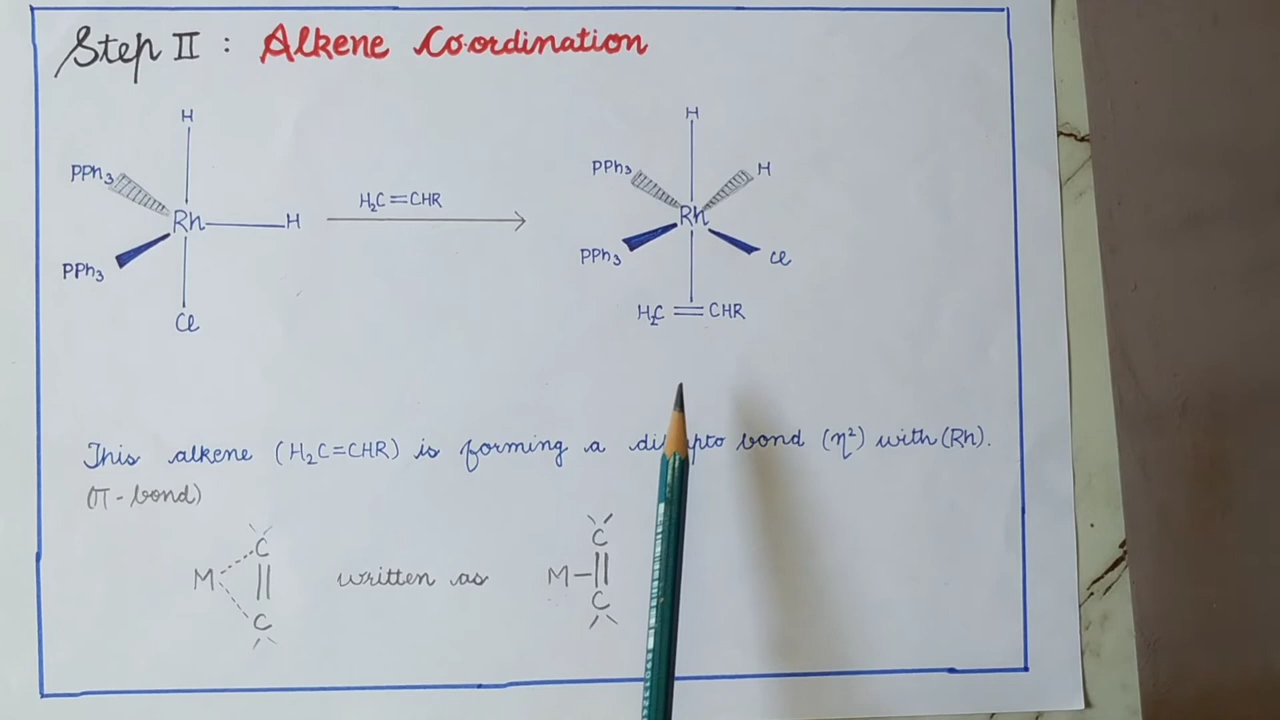 Step II : Alkene Coordination
H H
PPh3 PPh3 H
H2C=CHR
Rh H Rh
PPh3 PPh3 Cl
Cl H2C=CHR
This alkene (H2C=CHR) is forming a bond (η²) with (Rh).
(π-bond)
C C
M written as M
C C